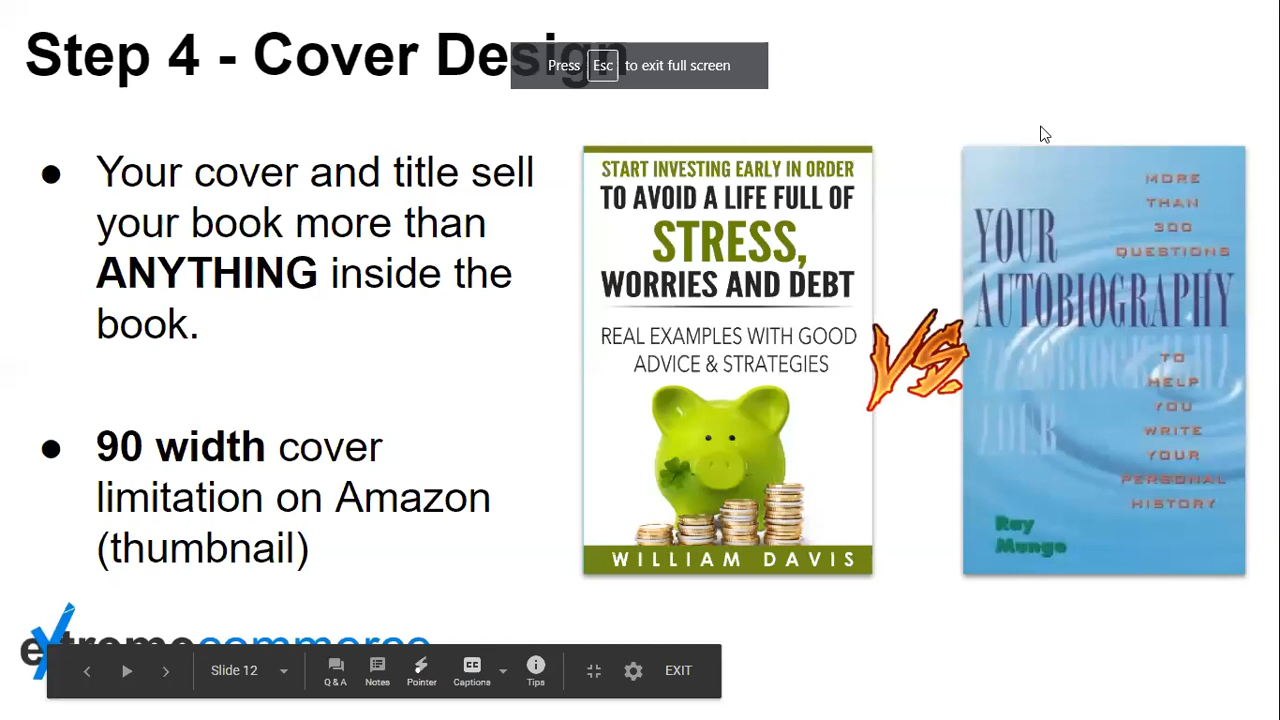 Step 4 - Cover Design
Press Esc to exit full screen
● Your cover and title sell
your book more than
ANYTHING inside the
book.
● 90 width cover
limitation on Amazon
(thumbnail)
START INVESTING EARLY IN ORDER
TO AVOID A LIFE FULL OF
STRESS,
WORRIES AND DEBT
REAL EXAMPLES WITH GOOD
ADVICE & STRATEGIES
WILLIAM DAVIS
VS.
MORE
THAN
300
QUESTIONS
YOUR
AUTOBIOGRAPHY
TO
HELP
YOU
WRITE
YOUR
PERSONAL
HISTORY
Ray
Mungo
extremecommerce
Slide 12
Q & A
Notes
Pointer
CC
Captions
Tips
EXIT